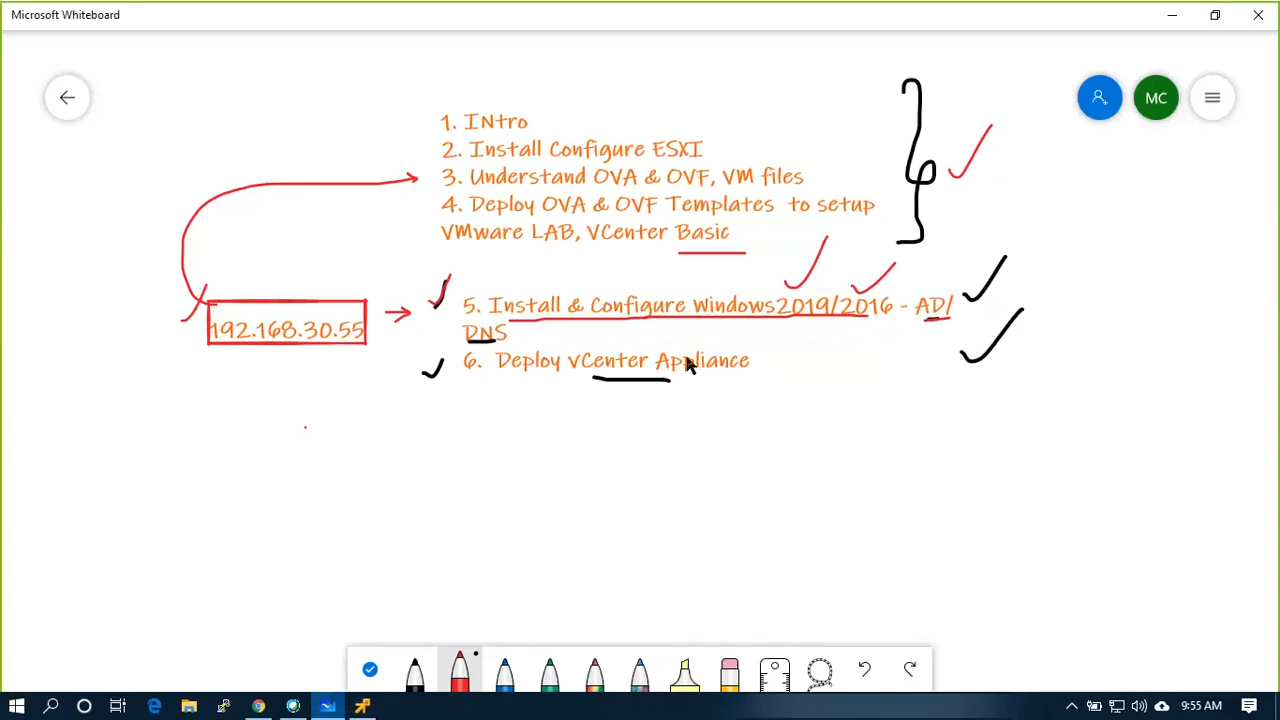 Microsoft Whiteboard
MC
1. INtro
2. Install Configure ESXI
3. Understand OVA & OVF, VM files
4. Deploy OVA & OVF Templates to setup
VMware LAB, VCenter Basic
5. Install & Configure Windows2019/2016 - AD/
DNS
192.168.30.55
6. Deploy VCenter Appliance
9:55 AM